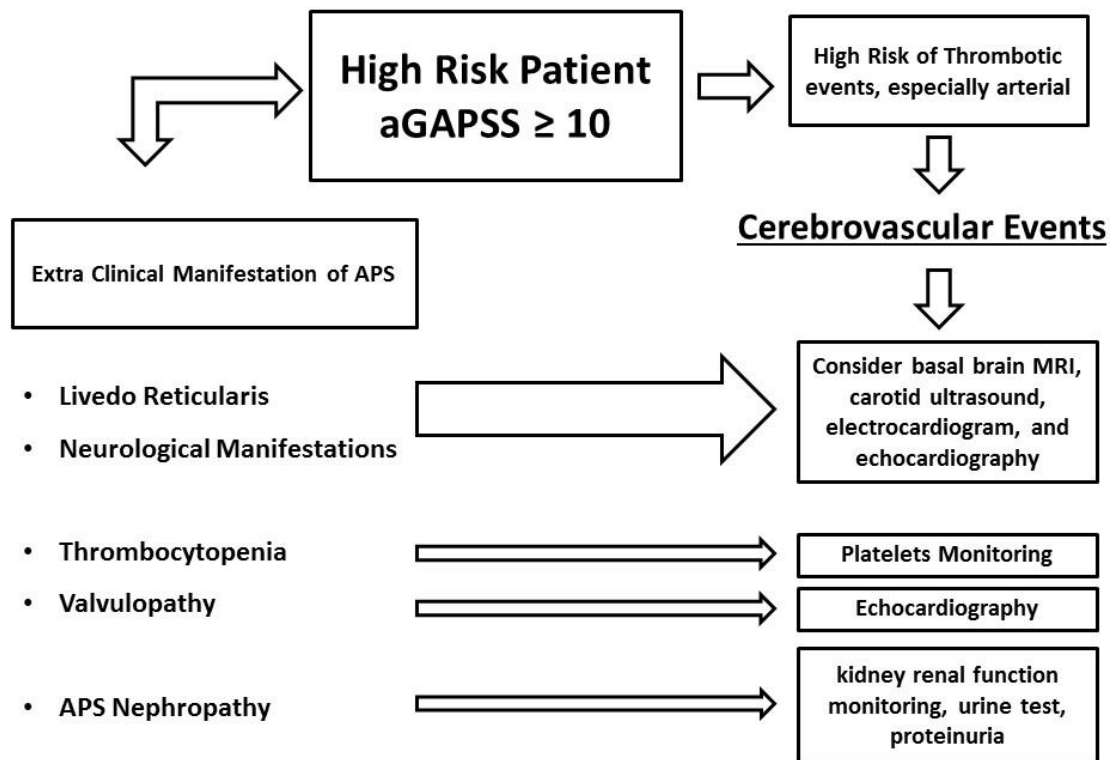 High Risk Patient
aGAPSS ≥ 10
High Risk of Thrombotic
events, especially arterial
Cerebrovascular Events
Extra Clinical Manifestation of APS
• Livedo Reticularis
• Neurological Manifestations
Consider basal brain MRI,
carotid ultrasound,
electrocardiogram, and
echocardiography
• Thrombocytopenia
Platelets Monitoring
• Valvulopathy
Echocardiography
• APS Nephropathy
kidney renal function
monitoring, urine test,
proteinuria